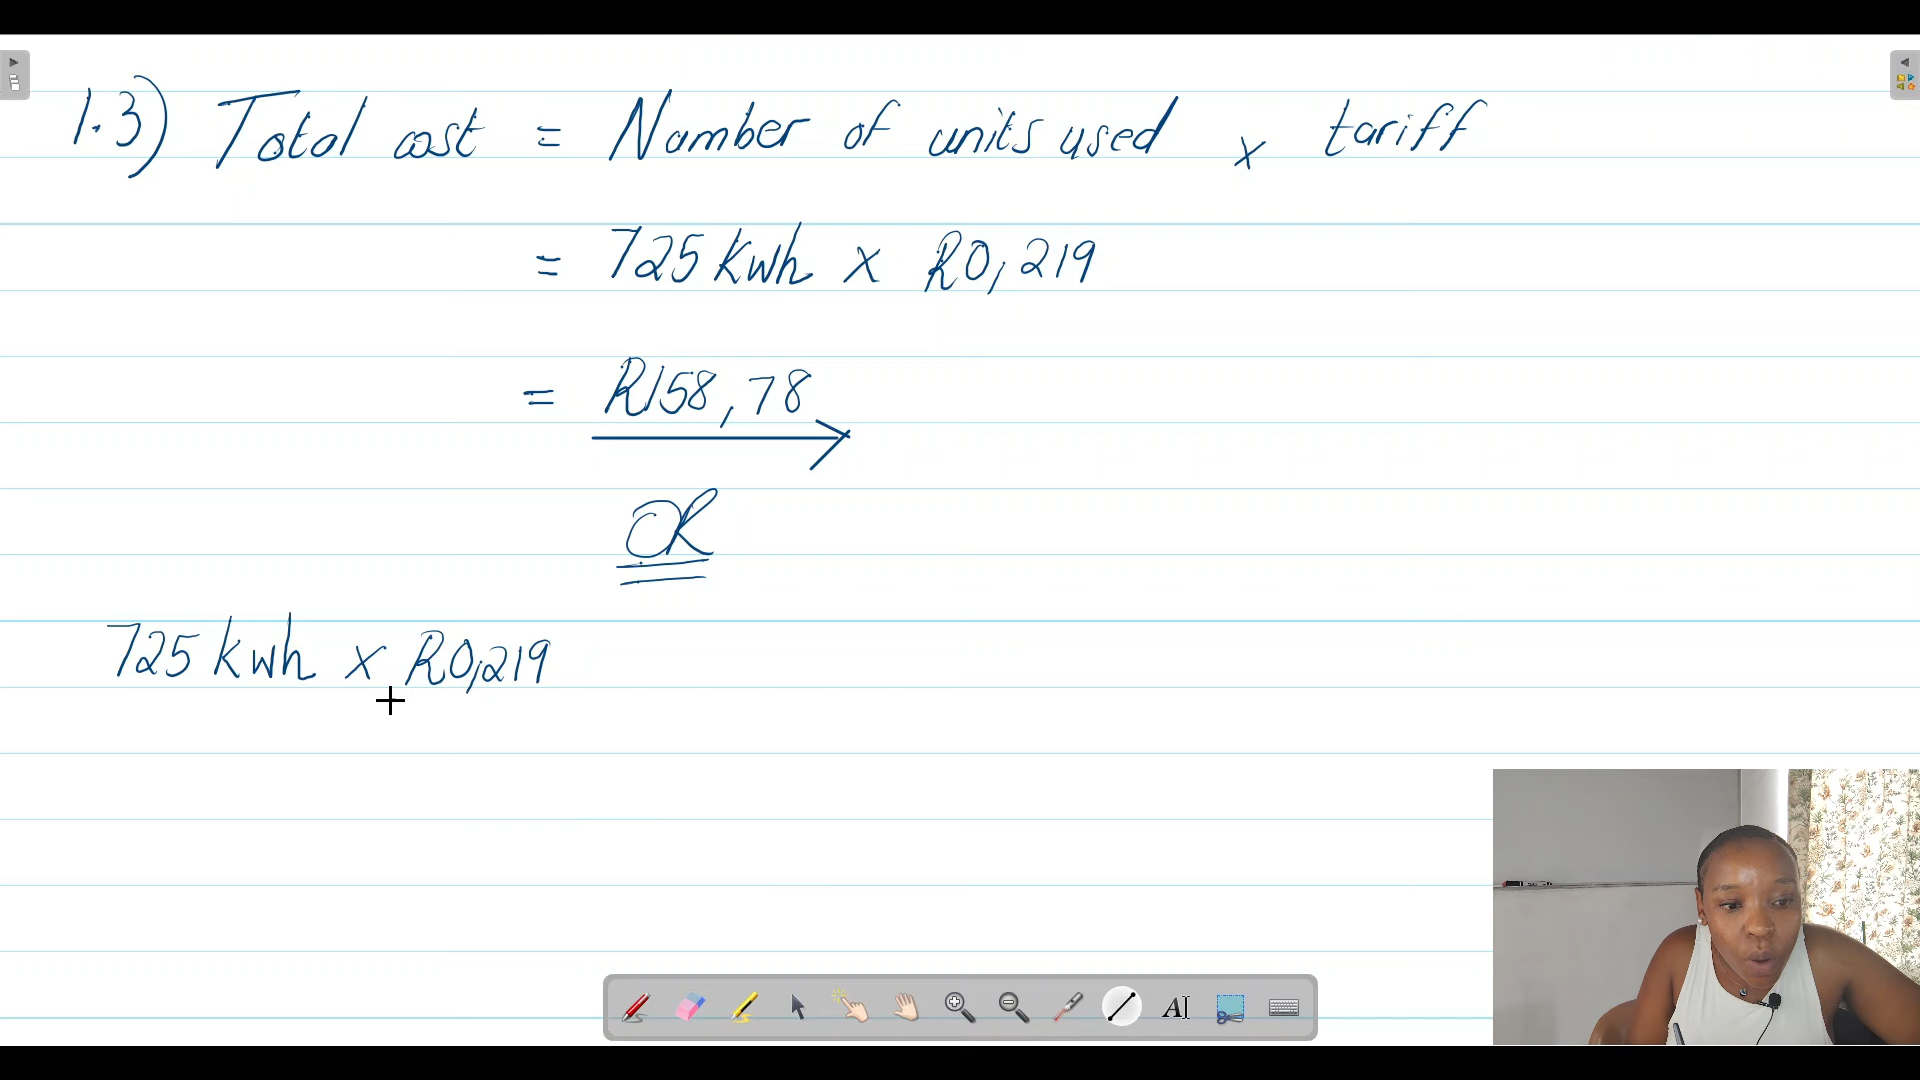 1.3) Total cost = Number of units used x tariff
= 725 kwh x R0,219
= R158,78
OR
725 kwh x R0,219